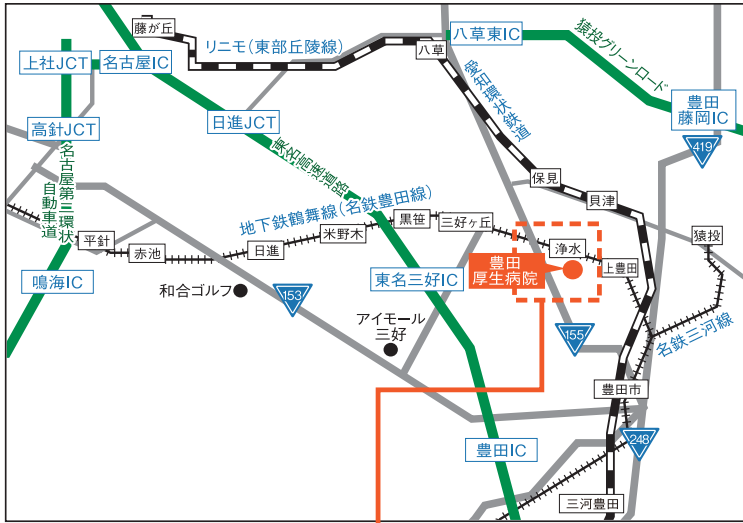 藤が丘
リニモ(東部丘陵線)
八草
八草東IC
猿投グリーンロード
上社JCT
名古屋IC
愛知環状鉄道
豊田
藤岡IC
高針JCT
日進JCT
419
名古屋第二環状
自動車道
東名高速道路
保見
貝津
地下鉄鶴舞線(名鉄豊田線)
平針
赤池
日進
米野木
黒笹
三好ヶ丘
浄水
猿投
鳴海IC
東名三好IC
豊田
厚生病院
上豊田
和合ゴルフ
153
アイモール
三好
155
名鉄三河線
豊田市
豊田IC
248
三河豊田